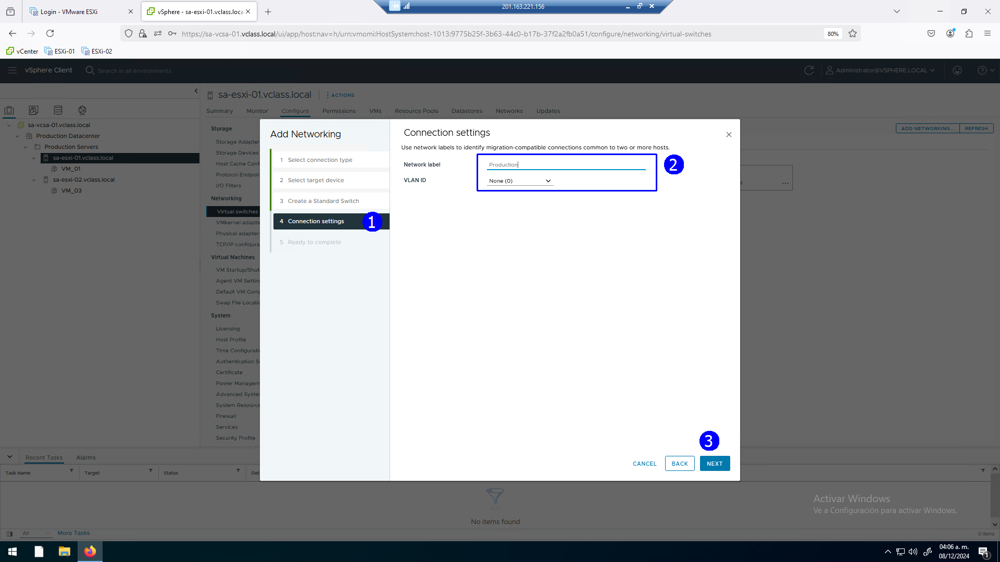 Login - VMware ESXi
vSphere - sa-esxi-01.vclass.loca
201.163.221.156
https://sa-vcsa-01.vclass.local/ui/app/host;nav=h/urn:vmomi:HostSystem:host-1013:9775b25f-3b63-44c0-b17b-37f2a2fb0a51/configure/networking/virtual-switches
80%
vCenter
ESXi-01
ESXi-02
vSphere Client
Search in all environments
Administrator@VSPHERE.LOCAL
sa-esxi-01.vclass.local
ACTIONS
Summary
Monitor
Configure
Permissions
VMs
Resource Pools
Datastores
Networks
Updates
sa-vcsa-01.vclass.local
Production Datacenter
Production Servers
sa-esxi-01.vclass.local
VM_01
sa-esxi-02.vclass.local
VM_03
Storage
Storage Adapter
Storage Devices
Host Cache Conf
Protocol Endpoin
I/O Filters
Networking
Virtual switches
VMkernel adapte
Physical adapters
TCP/IP configura
Virtual Machines
VM Startup/Shut
Agent VM Settin
Default VM Comp
Swap File Locatio
System
Licensing
Host Profile
Time Configurati
Authentication Se
Certificate
Power Managem
Advanced System
System Resource
Firewall
Services
Security Profile
ADD NETWORKING...
REFRESH
...
Add Networking
1 Select connection type
2 Select target device
3 Create a Standard Switch
4 Connection settings
1
5 Ready to complete
Connection settings
Use network labels to identify migration-compatible connections common to two or more hosts.
Network label
Production
2
VLAN ID
None (0)
3
CANCEL
BACK
NEXT
Recent Tasks
Alarms
Task Name
Target
Status
Det
No items found
Activar Windows
Ve a Configuración para activar Windows.
All
More Tasks
0 items
04:06 a. m.
08/12/2024
1